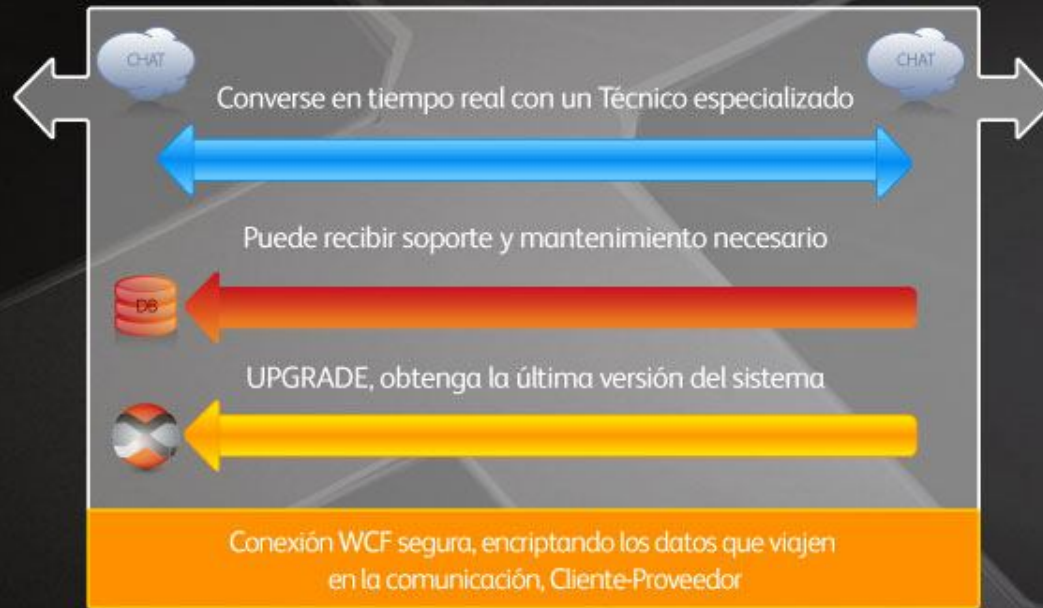 CHAT
CHAT
Converse en tiempo real con un Técnico especializado
Puede recibir soporte y mantenimiento necesario
DB
UPGRADE, obtenga la última versión del sistema
Conexión WCF segura, encriptando los datos que viajen
en la comunicación, Cliente-Proveedor